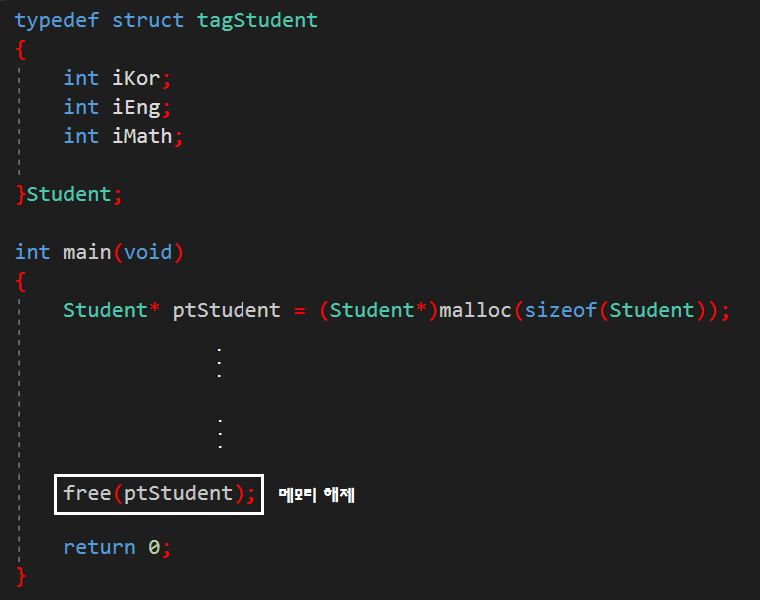 typedef struct tagStudent
{
int iKor;
int iEng;
int iMath;
}Student;
int main(void)
{
Student* ptStudent = (Student*)malloc(sizeof(Student));
.
.
.
.
.
.
free(ptStudent); 메모리 해제
return 0;
}